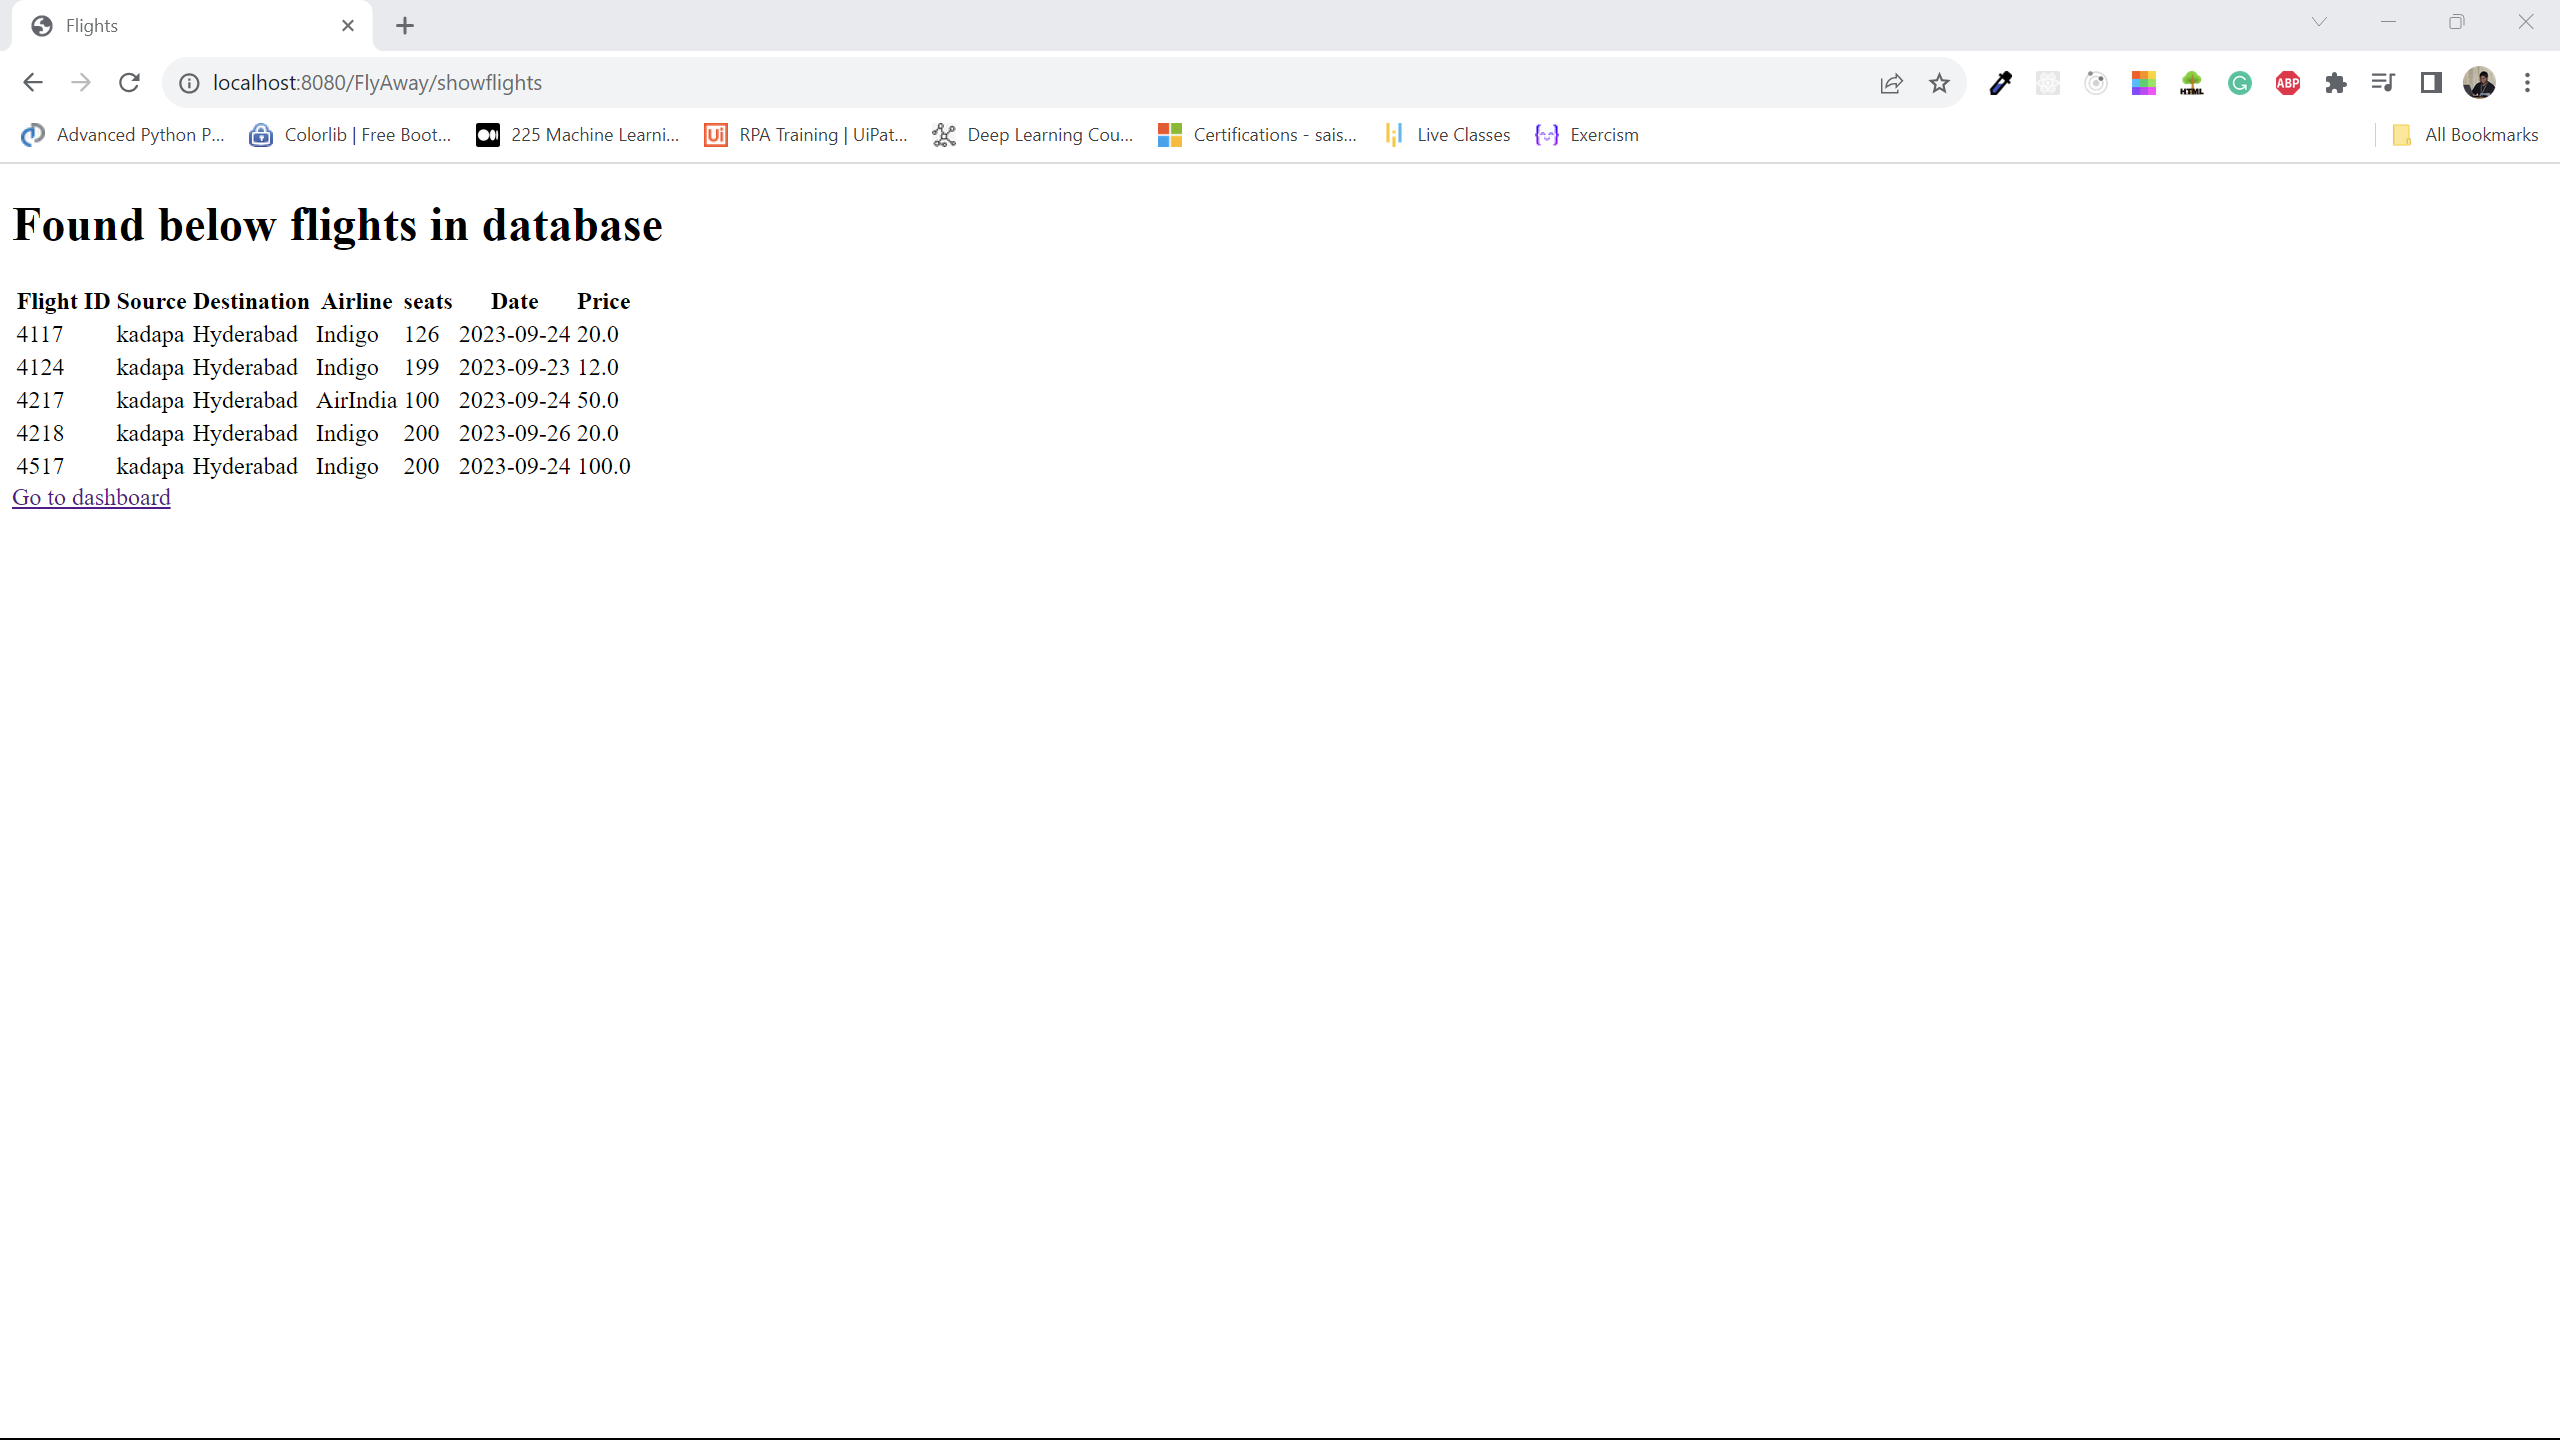 Flights
localhost:8080/FlyAway/showflights
Advanced Python P... Colorlib | Free Boot... 225 Machine Learni... RPA Training | UiPat... Deep Learning Cou... Certifications - sais... Live Classes Exercism All Bookmarks
Found below flights in database
Flight ID Source Destination Airline seats Date Price
4117 kadapa Hyderabad Indigo 126 2023-09-24 20.0
4124 kadapa Hyderabad Indigo 199 2023-09-23 12.0
4217 kadapa Hyderabad AirIndia 100 2023-09-24 50.0
4218 kadapa Hyderabad Indigo 200 2023-09-26 20.0
4517 kadapa Hyderabad Indigo 200 2023-09-24 100.0
Go to dashboard